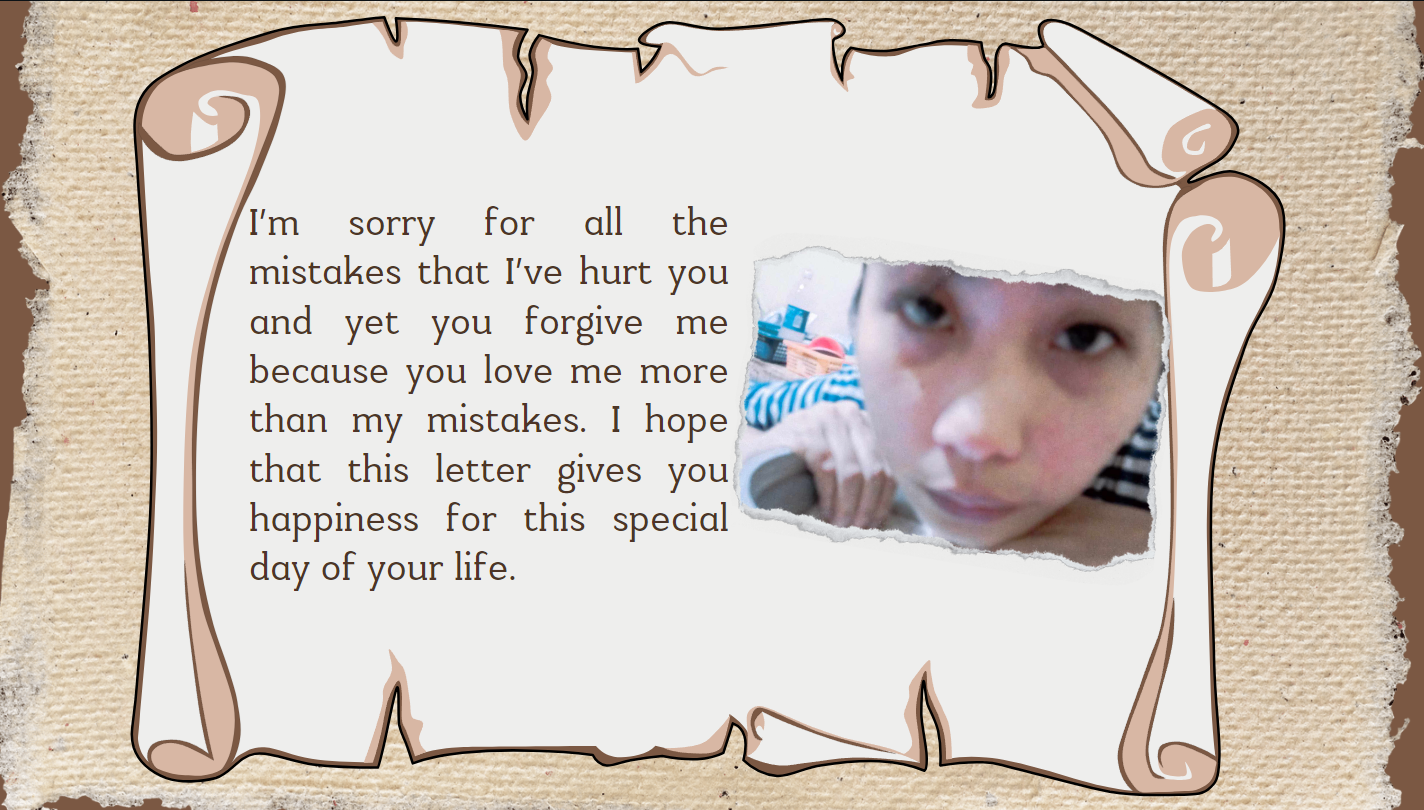 I'm sorry for all the
mistakes that I've hurt you
and yet you forgive me
because you love me more
than my mistakes. I hope
that this letter gives you
happiness for this special
day of your life.